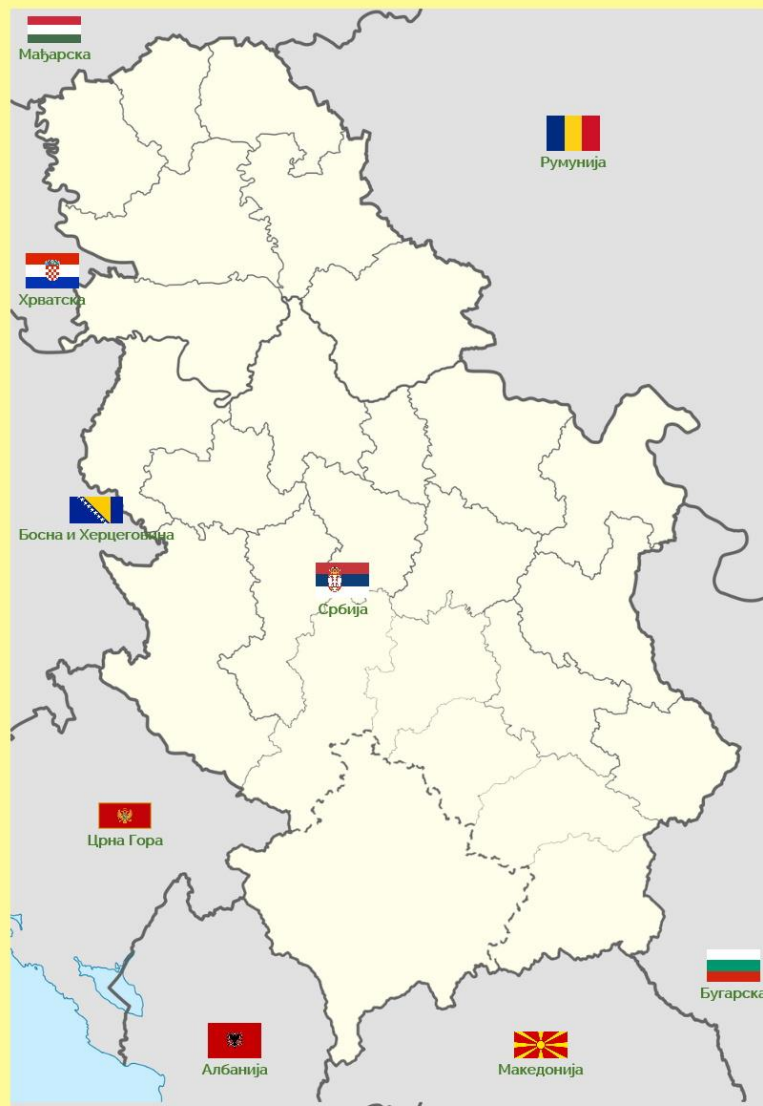 Мађарска
Румунија
Хрватска
Босна и Херцеговина
Србија
Црна Гора
Бугарска
Албанија
Македонија